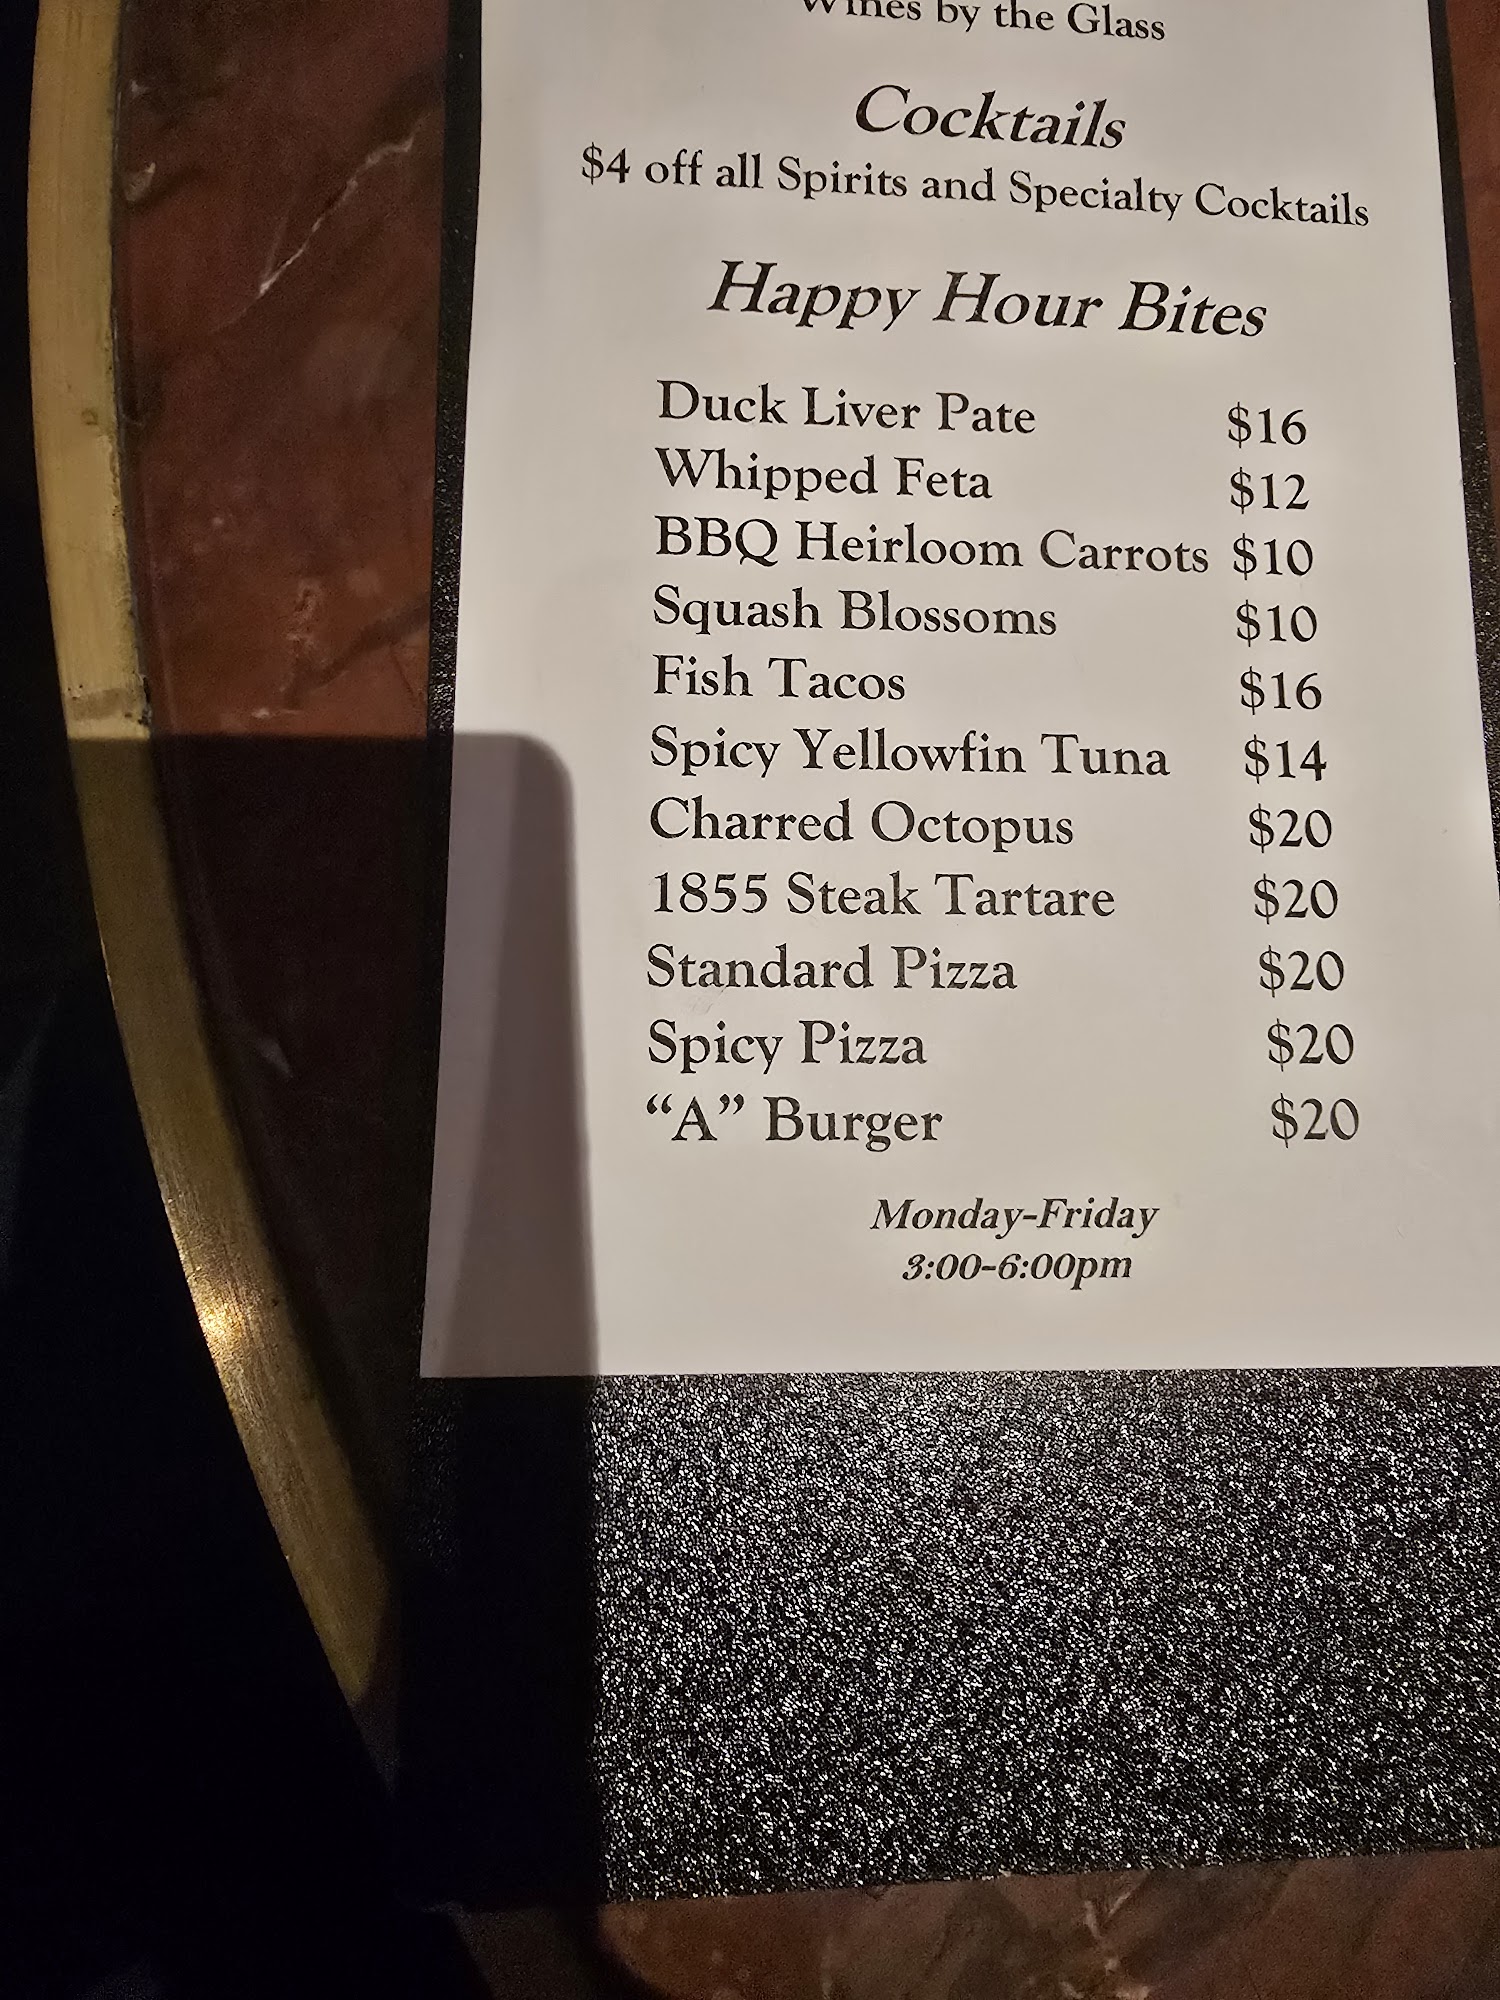 Wines by the Glass
Cocktails
$4 off all Spirits and Specialty Cocktails
Happy Hour Bites
Duck Liver Pate $16
Whipped Feta $12
BBQ Heirloom Carrots $10
Squash Blossoms $10
Fish Tacos $16
Spicy Yellowfin Tuna $14
Charred Octopus $20
1855 Steak Tartare $20
Standard Pizza $20
Spicy Pizza $20
“A” Burger $20
Monday-Friday
3:00-6:00pm